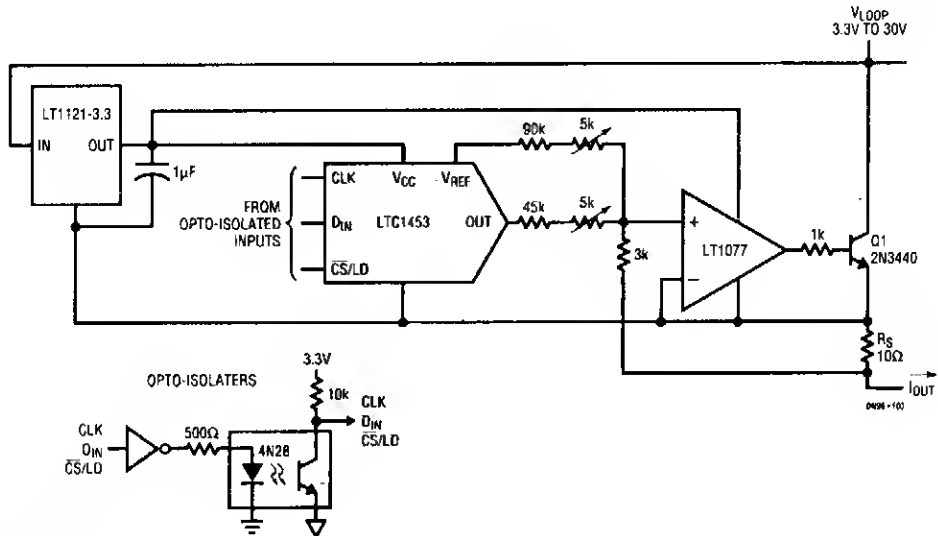 VLOOP
3.3V TO 30V
LT1121-3.3
IN
OUT
1μF
FROM
OPTO-ISOLATED
INPUTS
CLK
DIN
CS/LD
VCC
VREF
LTC1453
OUT
90k
5k
45k
5k
3k
+
−
LT1077
1k
Q1
2N3440
RS
10Ω
IOUT
OPTO-ISOLATERS
3.3V
10k
CLK
DIN
CS/LD
CLK
DIN
CS/LD
500Ω
4N28